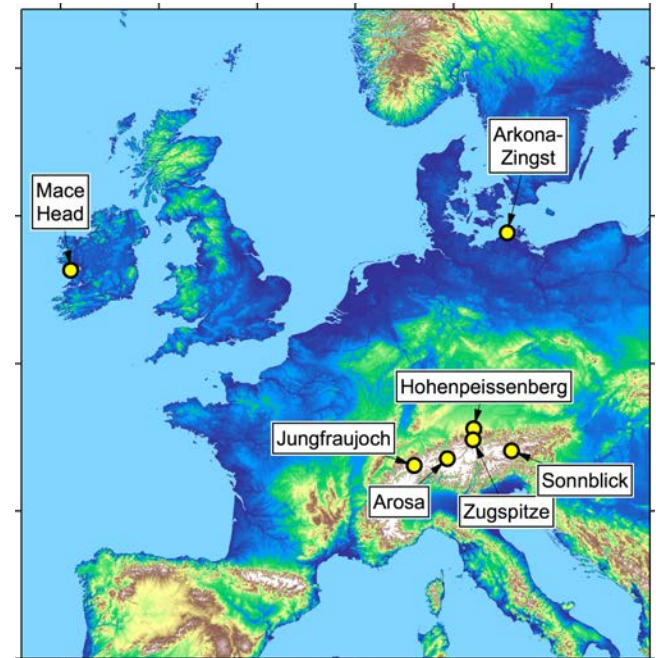 Arkona-
Zingst
Mace
Head
Hohenpeissenberg
Jungfraujoch
Arosa
Sonnblick
Zugspitze